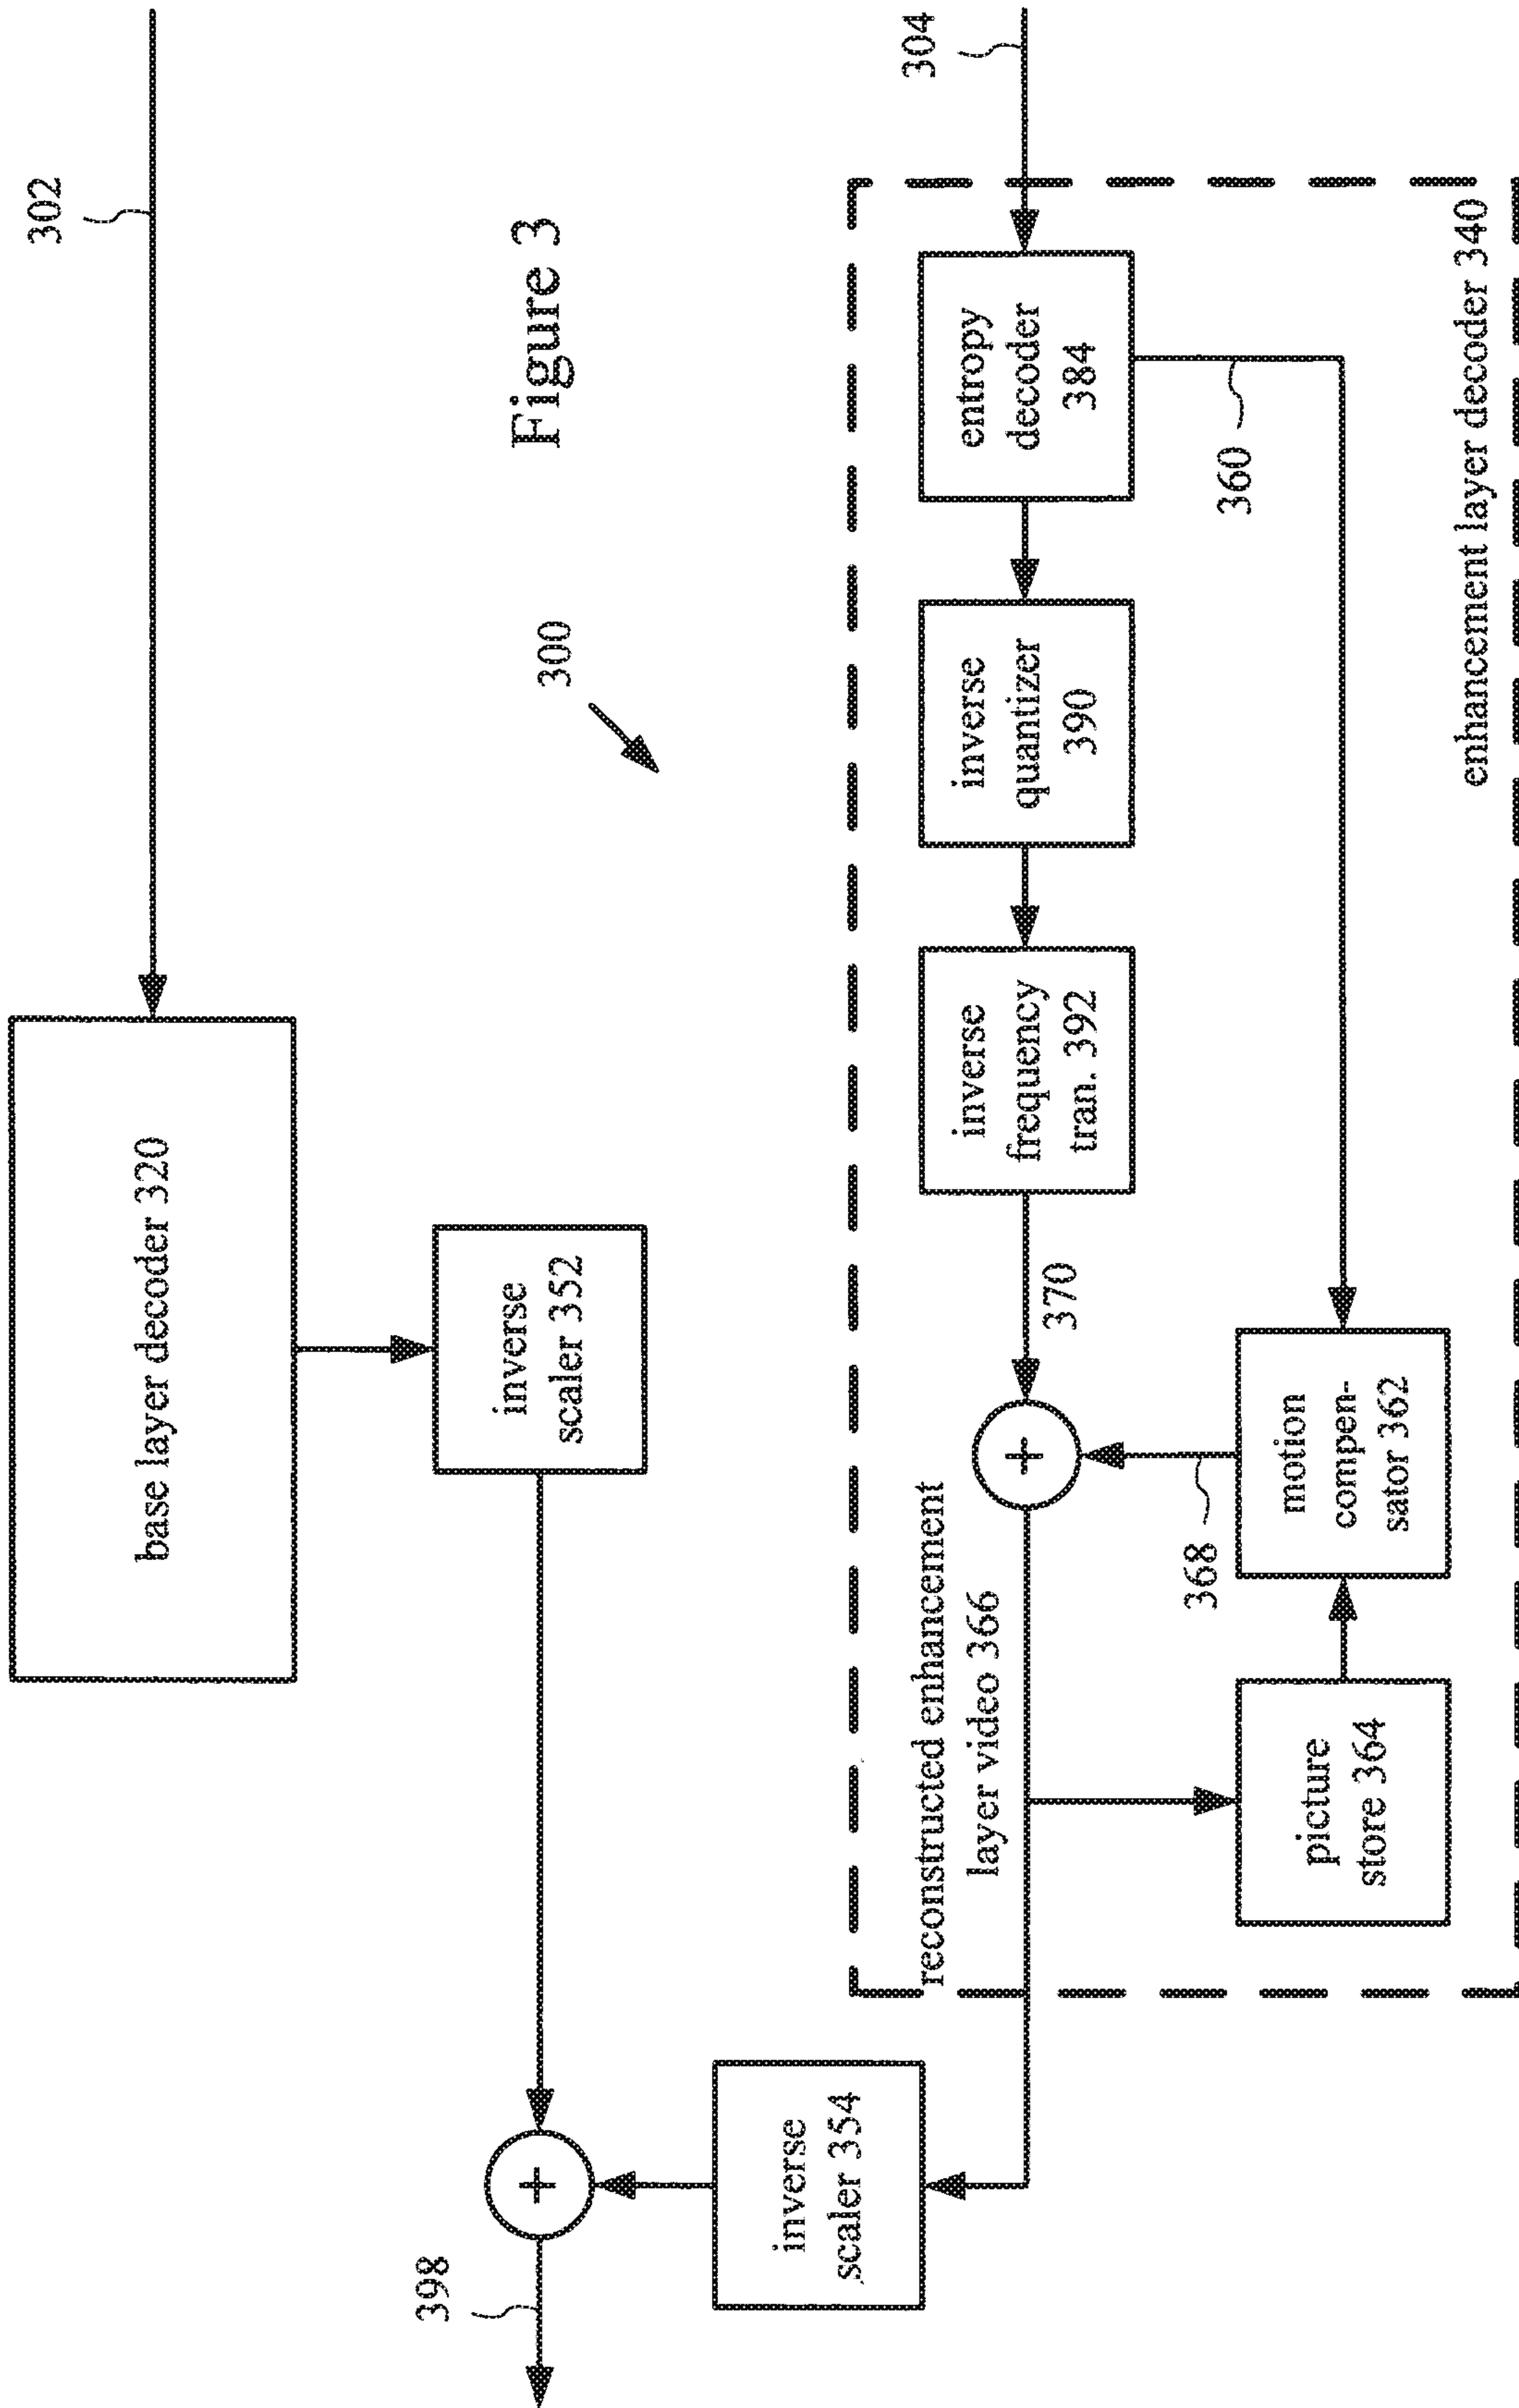 302
base layer decoder 320
Figure 3
300
inverse
scaler 352
398
304
entropy
decoder
384
inverse
quantizer
390
inverse
frequency
tran. 392
370
360
reconstructed enhancement
layer video 366
368
motion
compen-
sator 362
picture
store 364
inverse
scaler 354
enhancement layer decoder 340
+
+